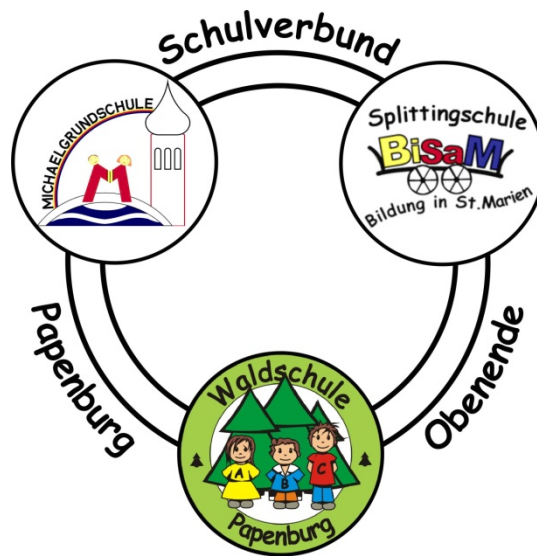 Schulverbund
MICHAELGRUNDSCHULE
M
Splittingschule
BiSaM
Bildung in St.Marien
Papenburg
Obenende
Waldschule
A
B
C
Papenburg